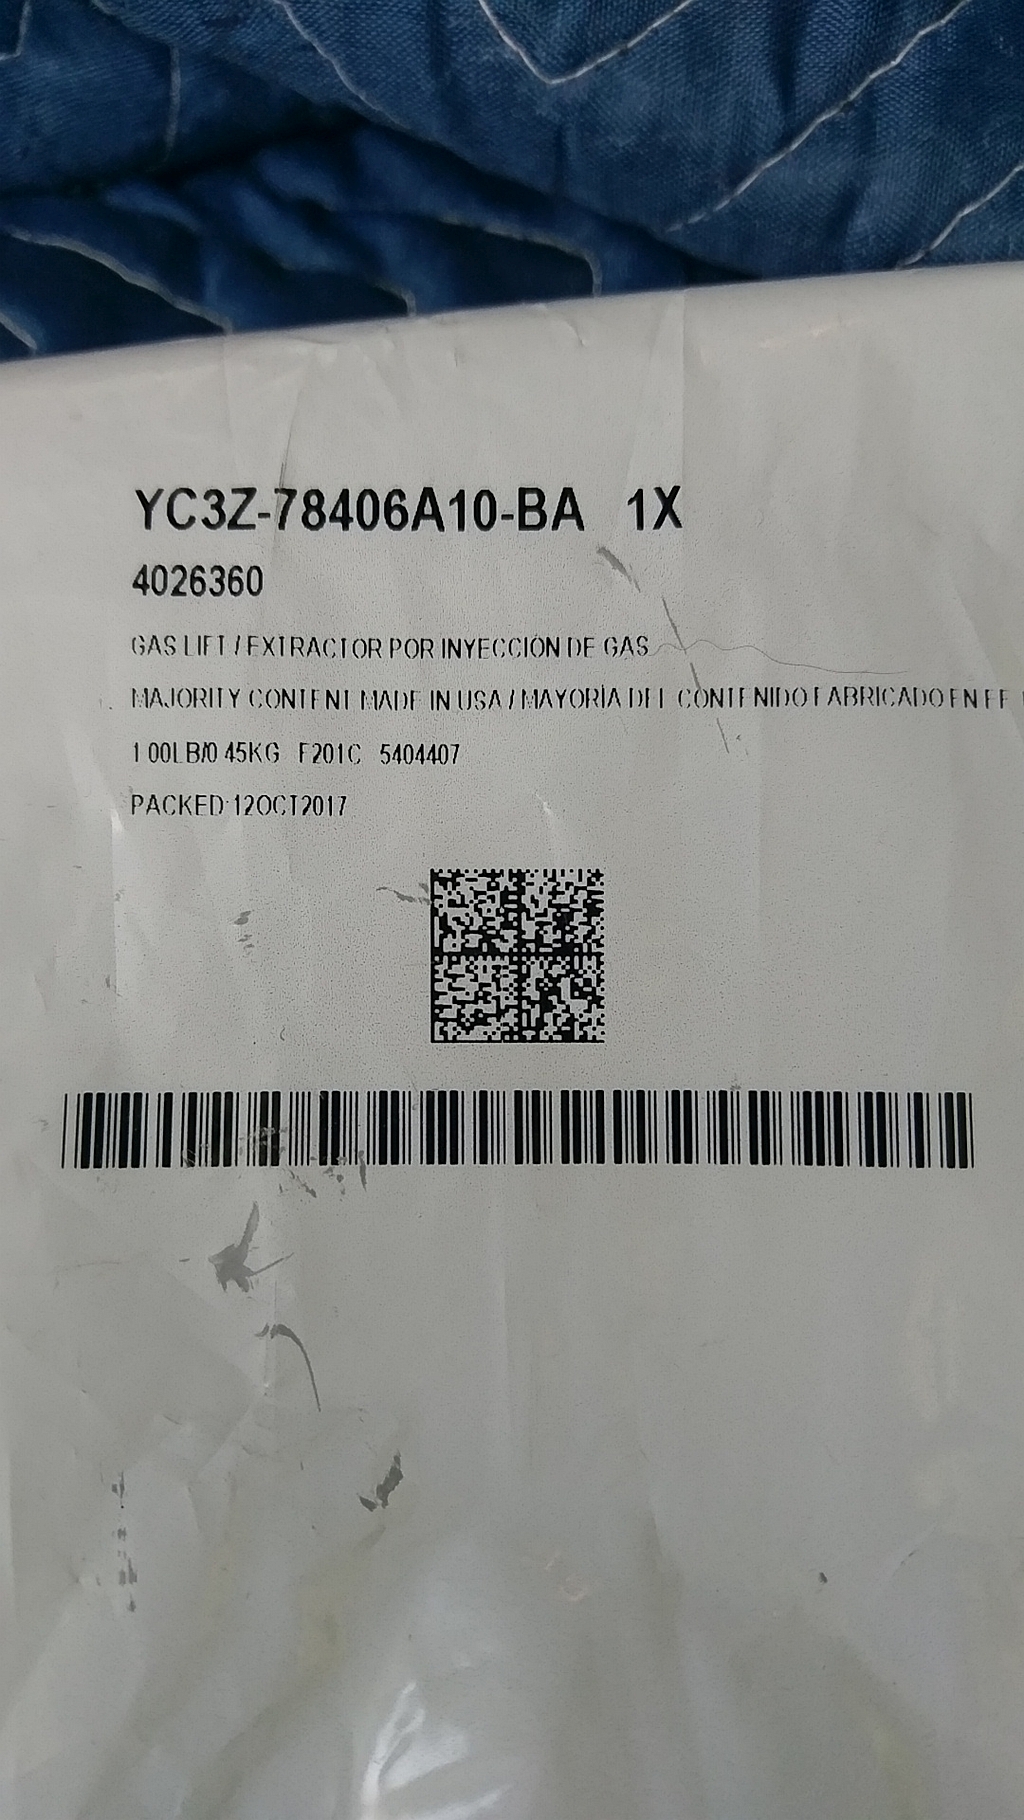 YC3Z-78406A10-BA 1X
4026360
GAS LIFT / EXTRACTOR POR INYECCIÓN DE GAS
MAJORITY CONTENT MADE IN USA / MAYORÍA DEL CONTENIDO FABRICADO EN EE
1 00LB/0 45KG F201C 5404407
PACKED:12OCT2017